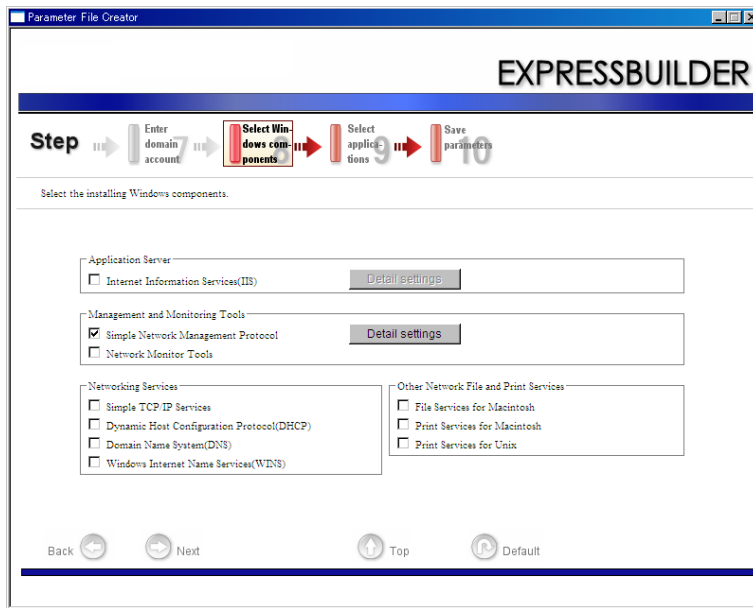 Parameter File Creator
EXPRESSBUILDER
Step
Enter
domain
account
7
Select Win-
dows com-
ponents
8
Select
applica-
tions
9
Save
parameters
10
Select the installing Windows components.
Application Server
Internet Information Services(IIS)
Detail settings
Management and Monitoring Tools
Simple Network Management Protocol
Detail settings
Network Monitor Tools
Networking Services
Simple TCP/IP Services
Dynamic Host Configuration Protocol(DHCP)
Domain Name System(DNS)
Windows Internet Name Services(WINS)
Other Network File and Print Services
File Services for Macintosh
Print Services for Macintosh
Print Services for Unix
Back
Next
Top
Default